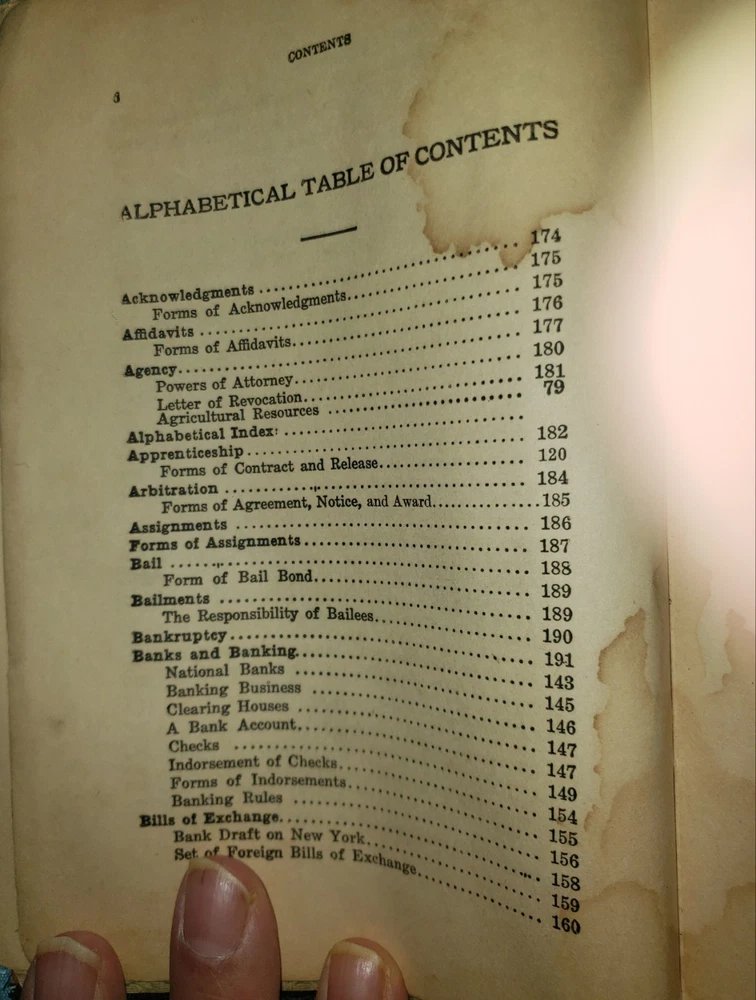 CONTENTS
6
ALPHABETICAL TABLE OF CONTENTS
Acknowledgments .......... 174
Forms of Acknowledgments.......... 175
Affidavits .......... 175
Forms of Affidavits.......... 176
Agency.......... 177
Powers of Attorney.......... 180
Letter of Revocation.......... 181
Agricultural Resources .......... 79
Alphabetical Index: ..........
Apprenticeship .......... 182
Forms of Contract and Release.......... 120
Arbitration .......... 184
Forms of Agreement, Notice, and Award.......... 185
Assignments .......... 186
Forms of Assignments.......... 187
Bail .......... 188
Form of Bail Bond.......... 189
Bailments .......... 189
The Responsibility of Bailees.......... 190
Bankruptcy.......... 191
Banks and Banking.......... 143
National Banks .......... 145
Banking Business .......... 146
Clearing Houses .......... 147
A Bank Account.......... 147
Checks .......... 149
Indorsement of Checks.......... 154
Forms of Indorsements.......... 155
Banking Rules .......... 156
Bills of Exchange.......... 158
Bank Draft on New York.......... 159
Set of Foreign Bills of Exchange.......... 160